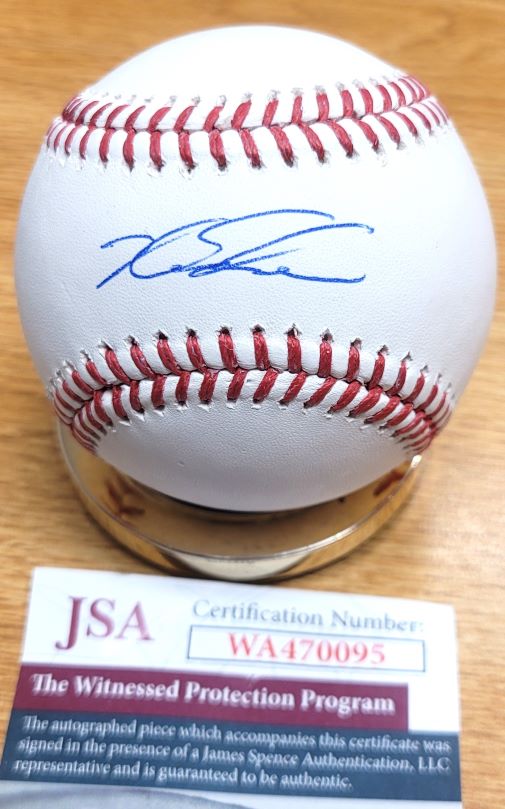 JSA
Certification Number:
WA470095
The Witnessed Protection Program
The autographed piece which accompanies this certificate was
signed in the presence of a James Spence Authentication, LLC
representative and is guaranteed to be authentic.